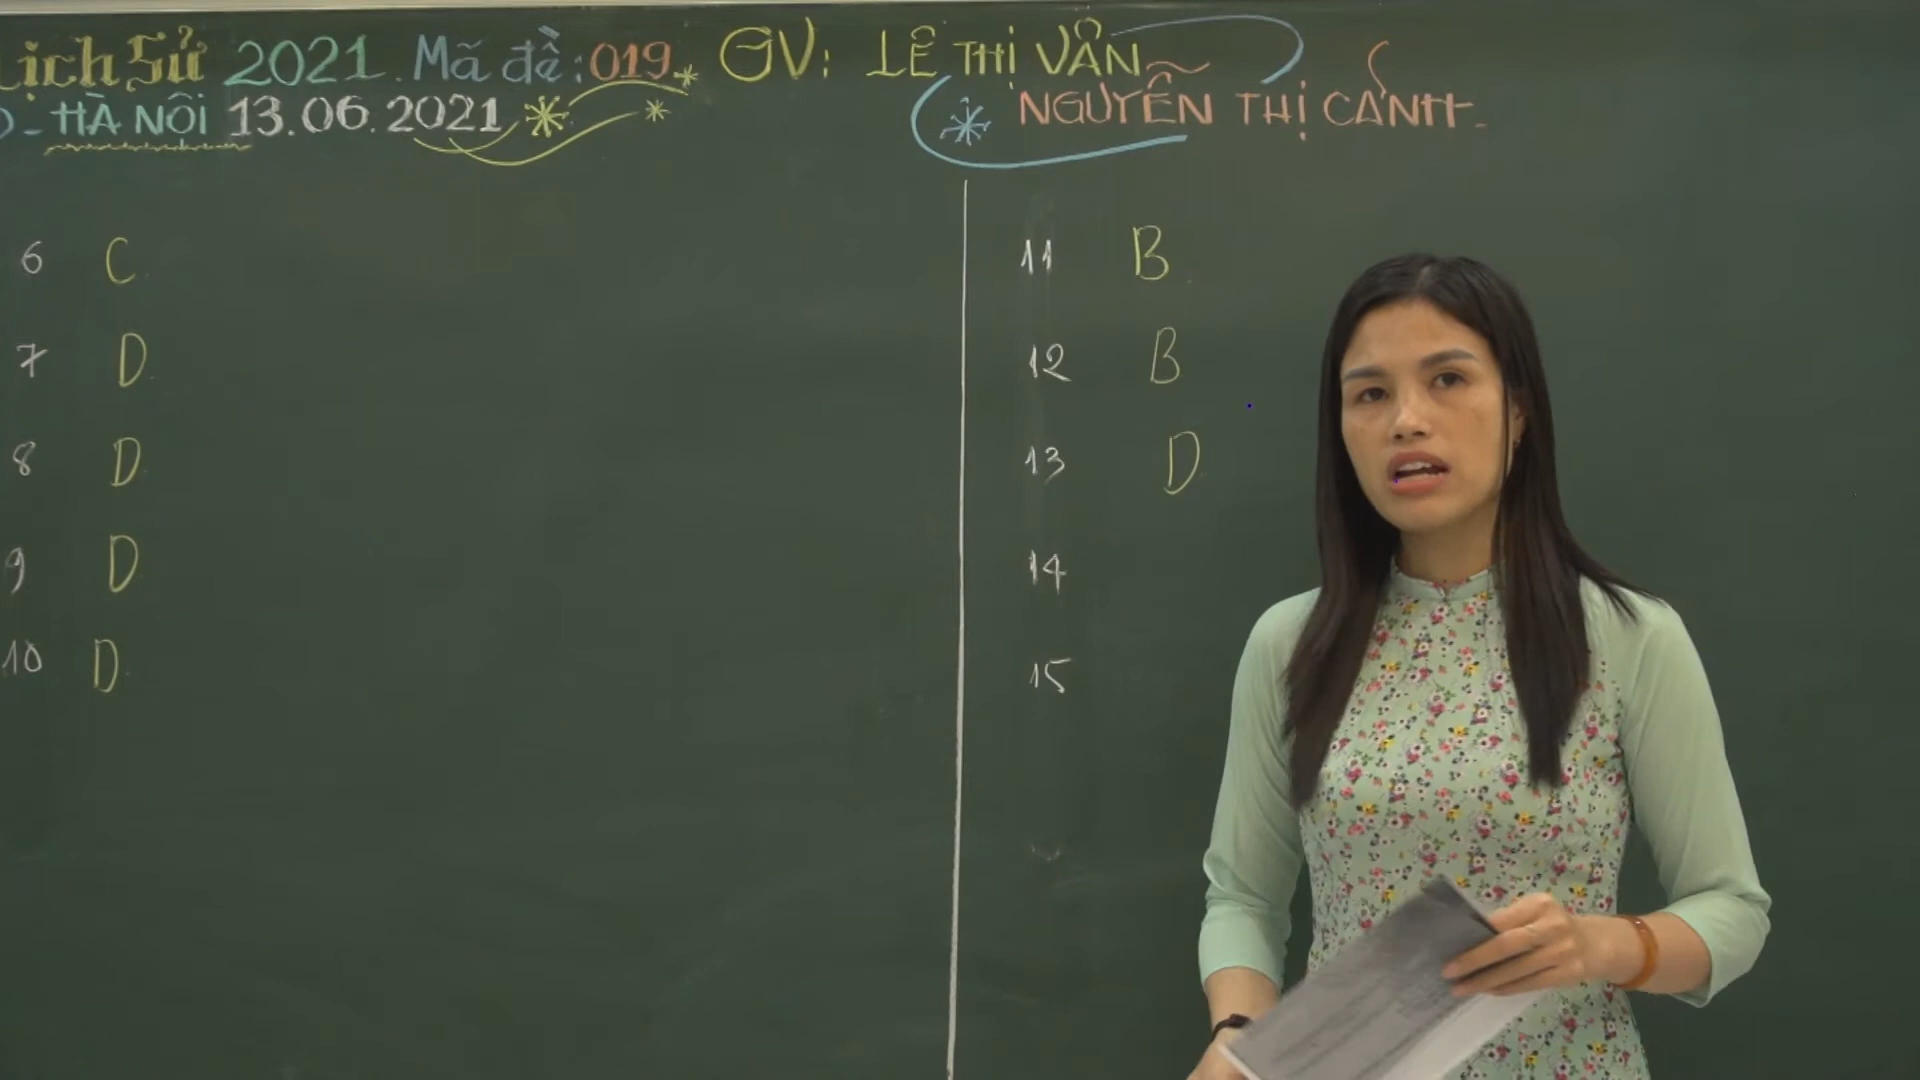 Lịch Sử 2021. Mã đề: 019. GV: LÊ THỊ VÂN
- HÀ NỘI 13.06.2021 NGUYỄN THỊ CẢNH.
6 C.
7 D.
8 D.
9 D
10 D.
11 B.
12 B
13 D
14
15